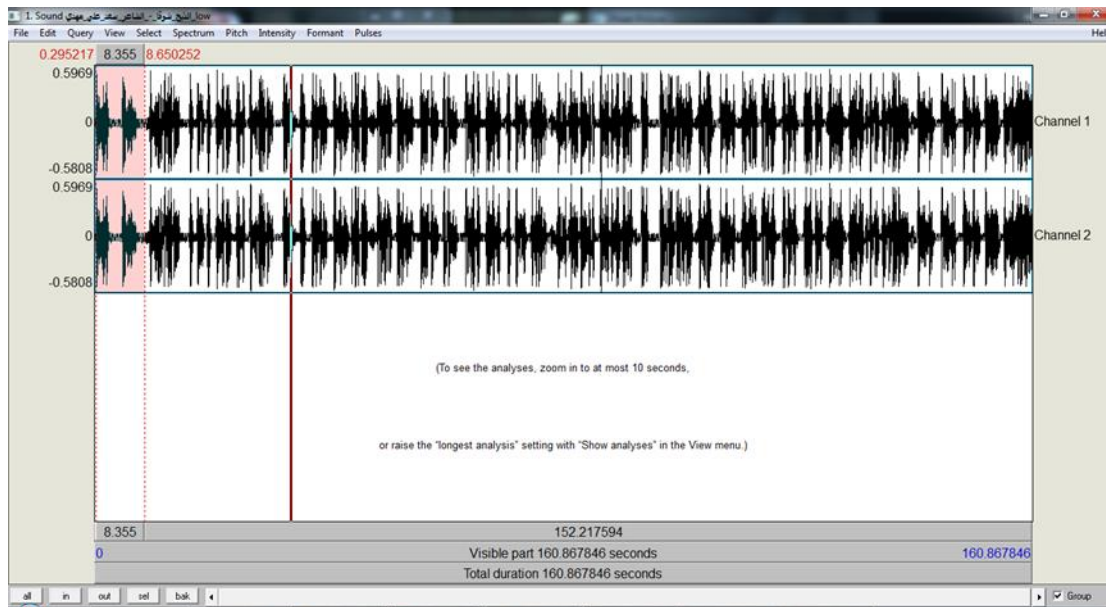 1. Sound الشيخ_شوقي_-_الشاعر_سعد_علي_مهدي_low
File Edit Query View Select Spectrum Pitch Intensity Formant Pulses Hel
0.295217 8.355 8.650252
0.5969
0
-0.5808
Channel 1
0.5969
0
-0.5808
Channel 2
(To see the analyses, zoom in to at most 10 seconds,
or raise the "longest analysis" setting with "Show analyses" in the View menu.)
8.355 152.217594
0 Visible part 160.867846 seconds 160.867846
Total duration 160.867846 seconds
all in out sel bak Group